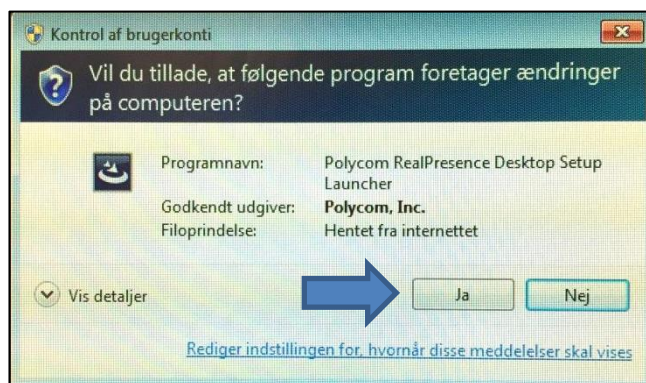 Kontrol af brugerkonti
Vil du tillade, at følgende program foretager ændringer
på computeren?
Programnavn: Polycom RealPresence Desktop Setup
Launcher
Godkendt udgiver: Polycom, Inc.
Filoprindelse: Hentet fra internettet
Vis detaljer
Ja
Nej
Rediger indstillingen for, hvornår disse meddelelser skal vises